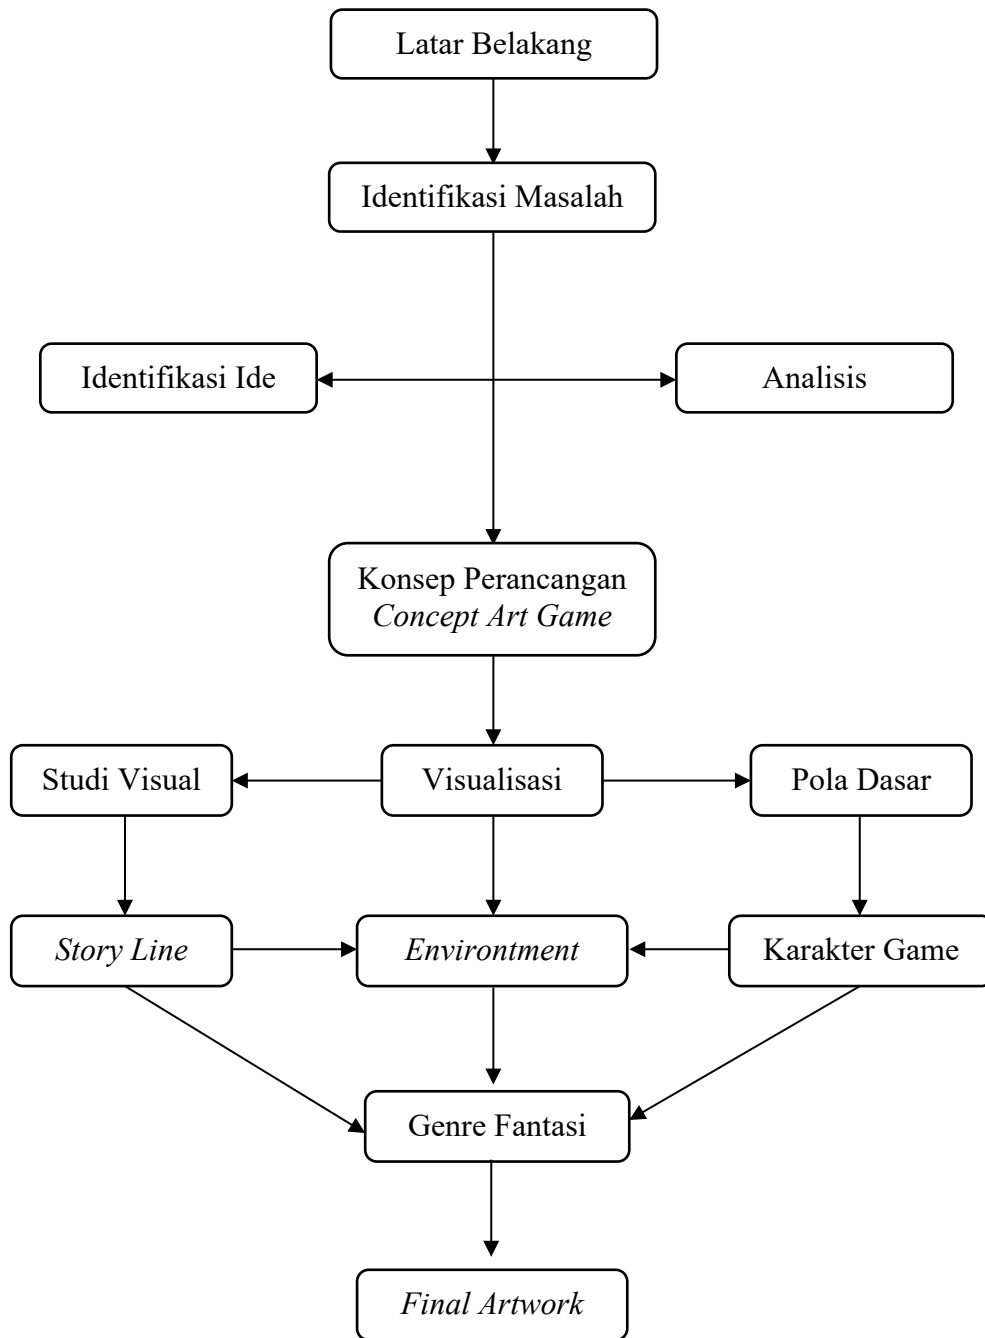 Latar Belakang
Identifikasi Masalah
Identifikasi Ide
Analisis
Konsep Perancangan
Concept Art Game
Studi Visual
Visualisasi
Pola Dasar
Story Line
Environtment
Karakter Game
Genre Fantasi
Final Artwork